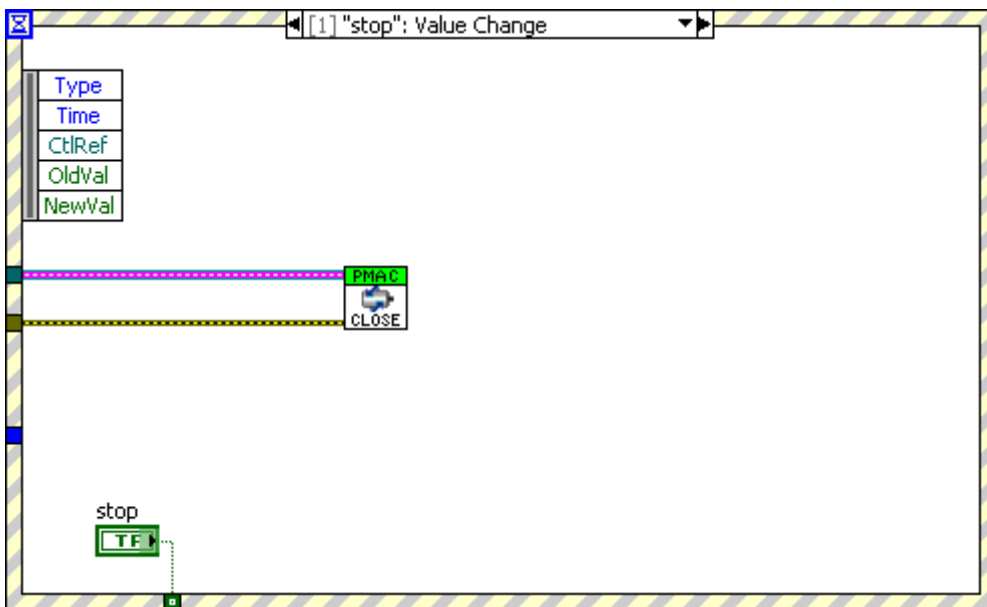 [1] "stop": Value Change
Type
Time
CtlRef
OldVal
NewVal
PMAC
CLOSE
stop
TF